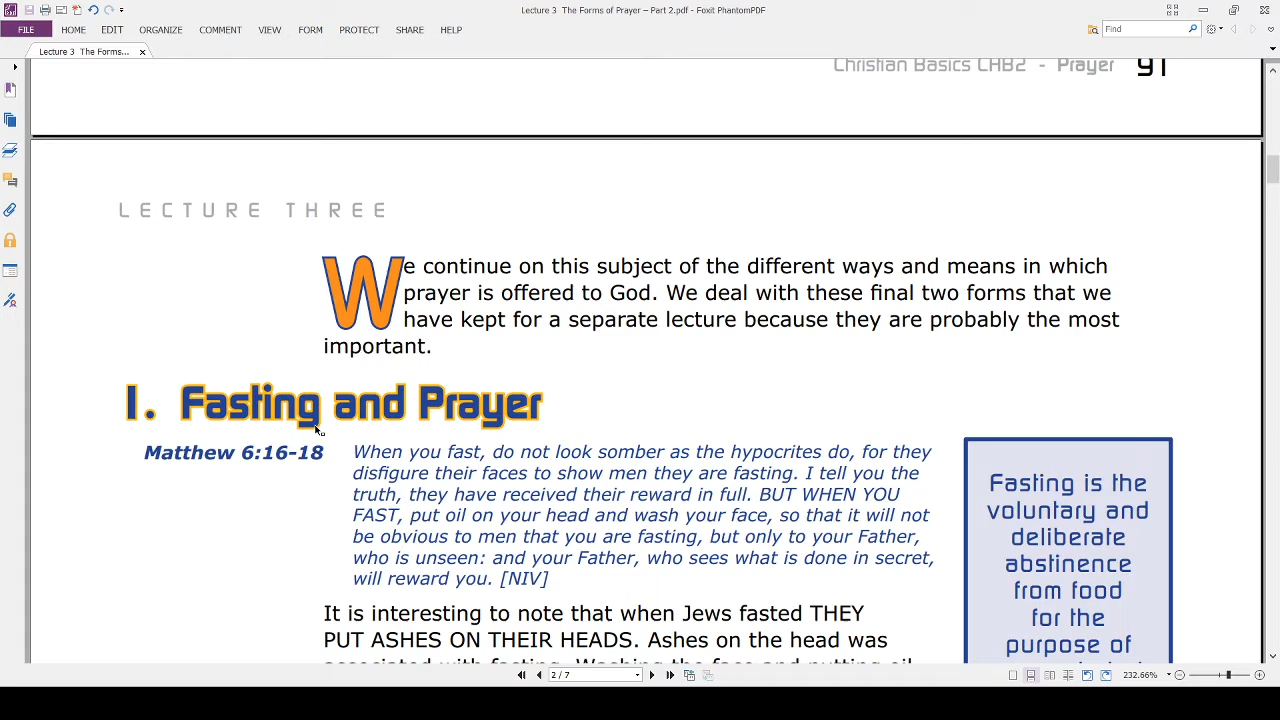 Lecture 3 The Forms of Prayer – Part 2.pdf - Foxit PhantomPDF
FILE HOME EDIT ORGANIZE COMMENT VIEW FORM PROTECT SHARE HELP
Find
Lecture 3 The Forms...
Christian Basics CHB2 - Prayer 91
LECTURE THREE
We continue on this subject of the different ways and means in which
prayer is offered to God. We deal with these final two forms that we
have kept for a separate lecture because they are probably the most
important.
1. Fasting and Prayer
Matthew 6:16-18
When you fast, do not look somber as the hypocrites do, for they
disfigure their faces to show men they are fasting. I tell you the
truth, they have received their reward in full. BUT WHEN YOU
FAST, put oil on your head and wash your face, so that it will not
be obvious to men that you are fasting, but only to your Father,
who is unseen: and your Father, who sees what is done in secret,
will reward you. [NIV]
It is interesting to note that when Jews fasted THEY
PUT ASHES ON THEIR HEADS. Ashes on the head was
associated with fasting. Washing the face and putting oil
Fasting is the
voluntary and
deliberate
abstinence
from food
for the
purpose of
2 / 7
232.66%